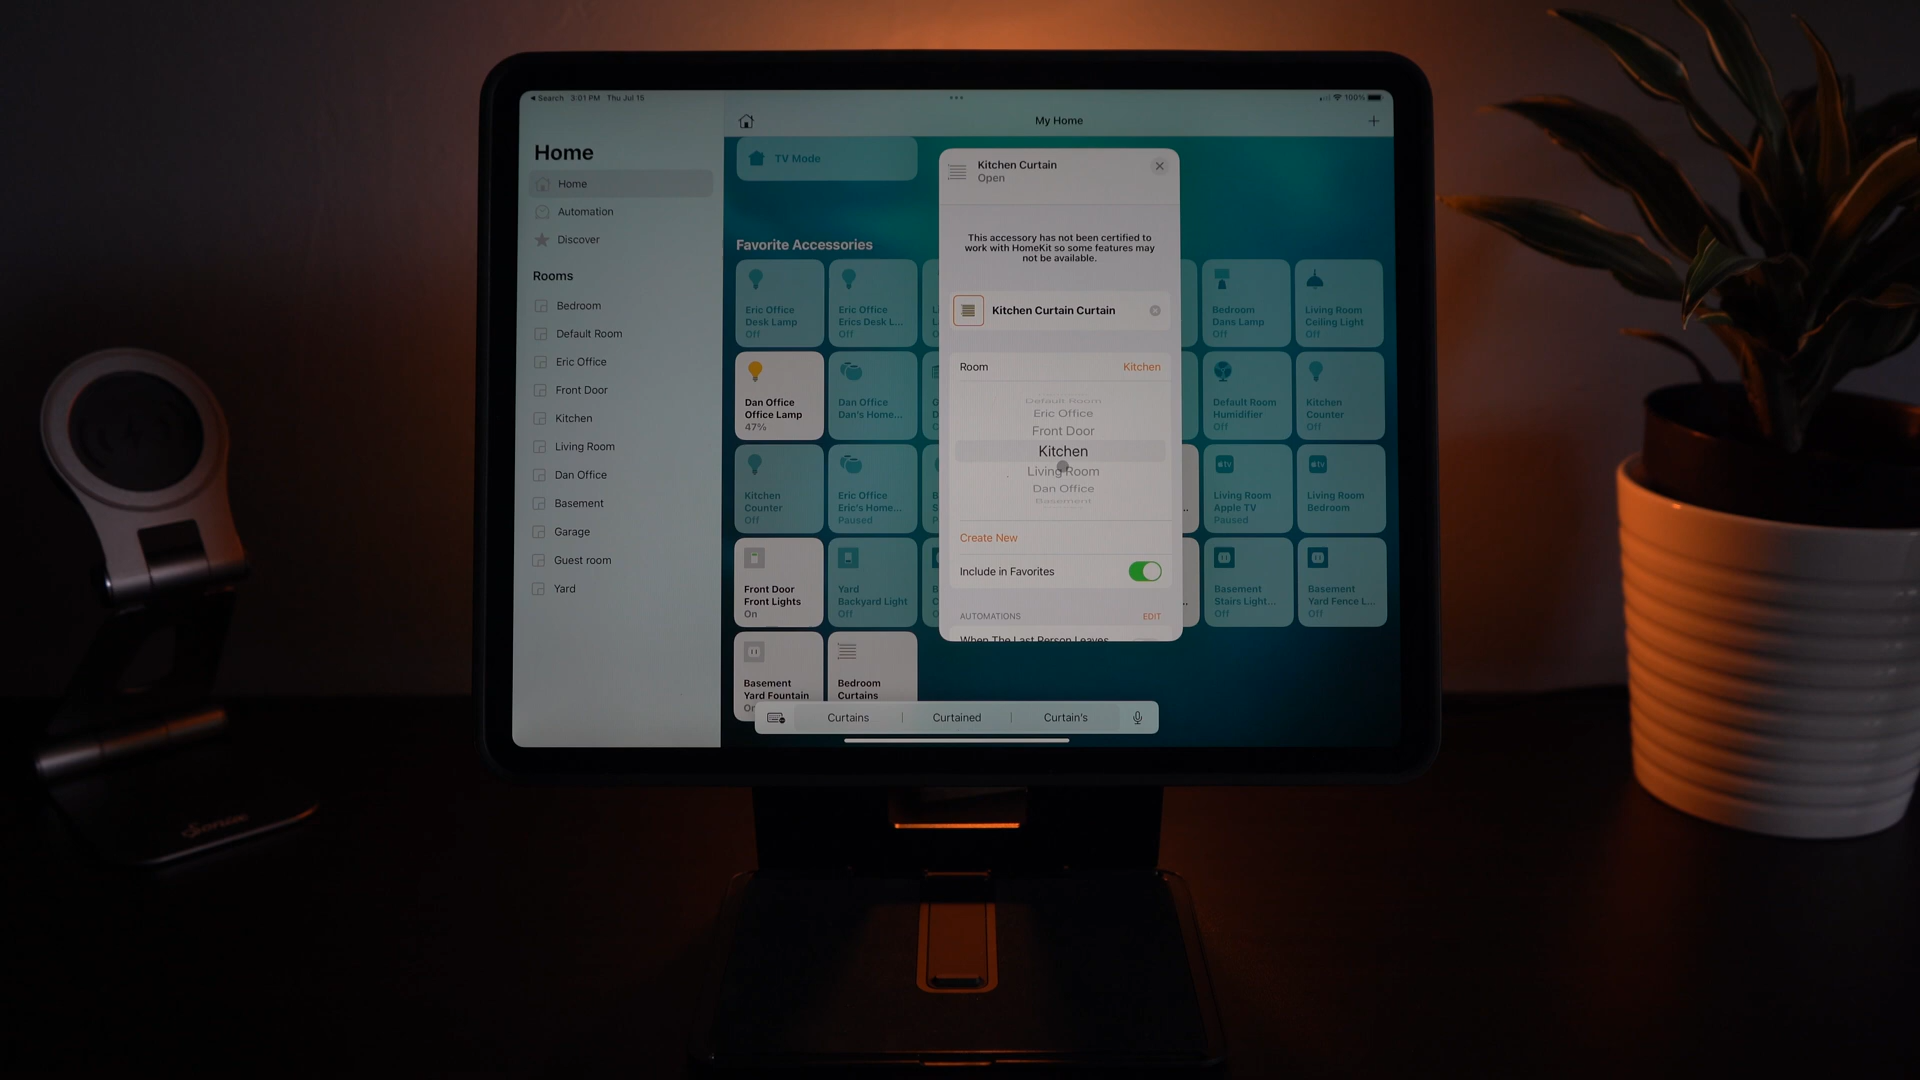 Search 3:01 PM Thu Jul 15
100%
My Home
Home
Home
Automation
Discover
Rooms
Bedroom
Default Room
Eric Office
Front Door
Kitchen
Living Room
Dan Office
Basement
Garage
Guest room
Yard
TV Mode
Favorite Accessories
Eric Office
Desk Lamp
Off
Eric Office
Erics Desk L...
Off
Bedroom
Dans Lamp
Off
Living Room
Ceiling Light
Off
Dan Office
Office Lamp
47%
Dan Office
Dan's Home...
Default Room
Humidifier
Off
Kitchen
Counter
Off
Kitchen
Counter
Off
Eric Office
Eric's Home...
Paused
Living Room
Apple TV
Paused
Living Room
Bedroom
Front Door
Front Lights
On
Yard
Backyard Light
Off
Basement
Stairs Light...
Off
Basement
Yard Fence L...
Off
Basement
Yard Fountain
Bedroom
Curtains
Kitchen Curtain
Open
This accessory has not been certified to
work with HomeKit so some features may
not be available.
Kitchen Curtain Curtain
Room Kitchen
Default Room
Eric Office
Front Door
Kitchen
Living Room
Dan Office
Basement
Create New
Include in Favorites
AUTOMATIONS EDIT
When The Last Person Leaves
Curtains Curtained Curtain's